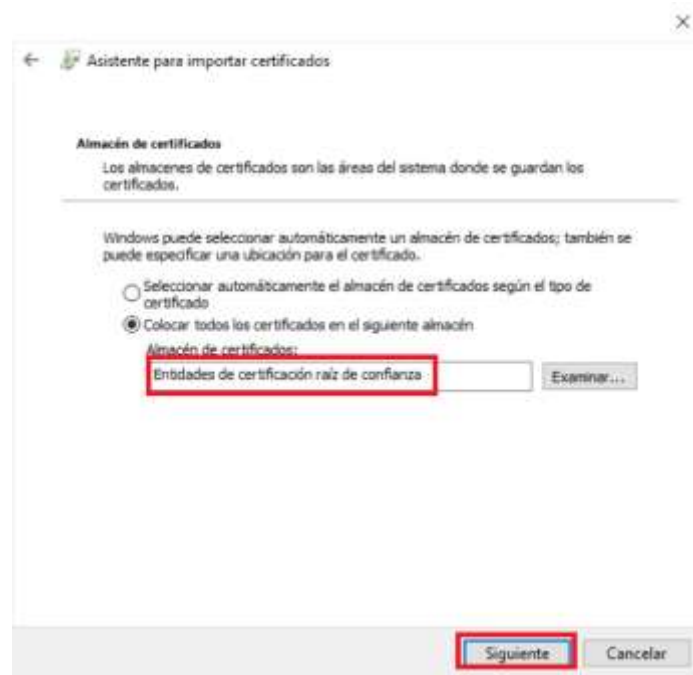 Asistente para importar certificados
Almacén de certificados
Los almacenes de certificados son las áreas del sistema donde se guardan los
certificados.
Windows puede seleccionar automáticamente un almacén de certificados; también se
puede especificar una ubicación para el certificado.
Seleccionar automáticamente el almacén de certificados según el tipo de
certificado
Colocar todos los certificados en el siguiente almacén
Almacén de certificados:
Entidades de certificación raíz de confianza
Examinar...
Siguiente
Cancelar